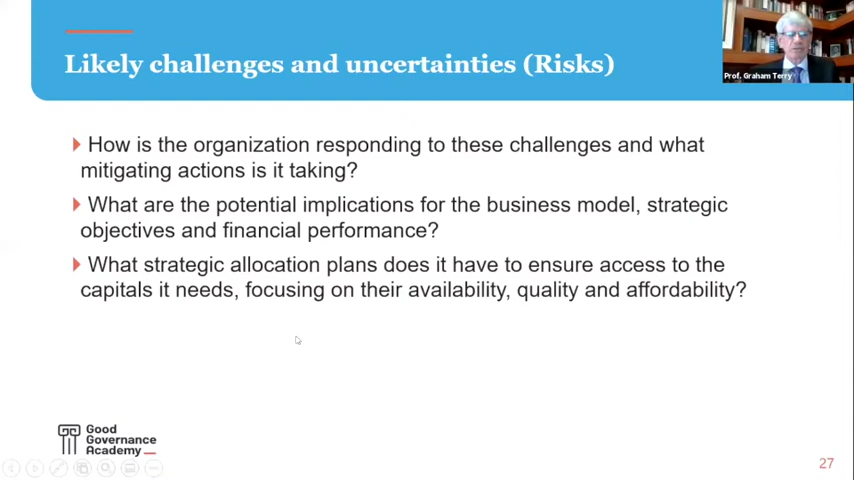 Likely challenges and uncertainties (Risks)
Prof. Graham Terry
How is the organization responding to these challenges and what
mitigating actions is it taking?
What are the potential implications for the business model, strategic
objectives and financial performance?
What strategic allocation plans does it have to ensure access to the
capitals it needs, focusing on their availability, quality and affordability?
Good
Governance
Academy
27